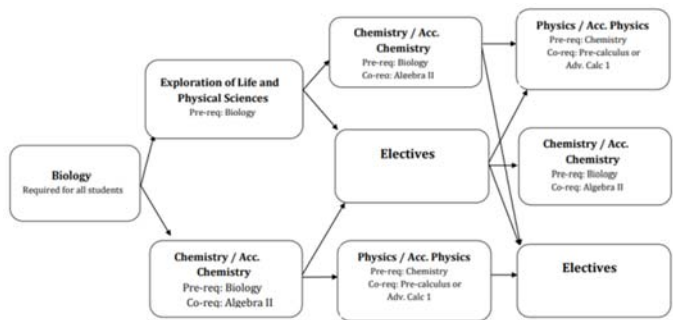 Biology
Required for all students
Exploration of Life and
Physical Sciences
Pre-req: Biology
Chemistry / Acc.
Chemistry
Pre-req: Biology
Co-req: Algebra II
Chemistry / Acc.
Chemistry
Pre-req: Biology
Co-req: Algebra II
Electives
Physics / Acc. Physics
Pre-req: Chemistry
Co-req: Pre-calculus or
Adv. Calc 1
Physics / Acc. Physics
Pre-req: Chemistry
Co-req: Pre-calculus or
Adv. Calc 1
Chemistry / Acc.
Chemistry
Pre-req: Biology
Co-req: Algebra II
Electives